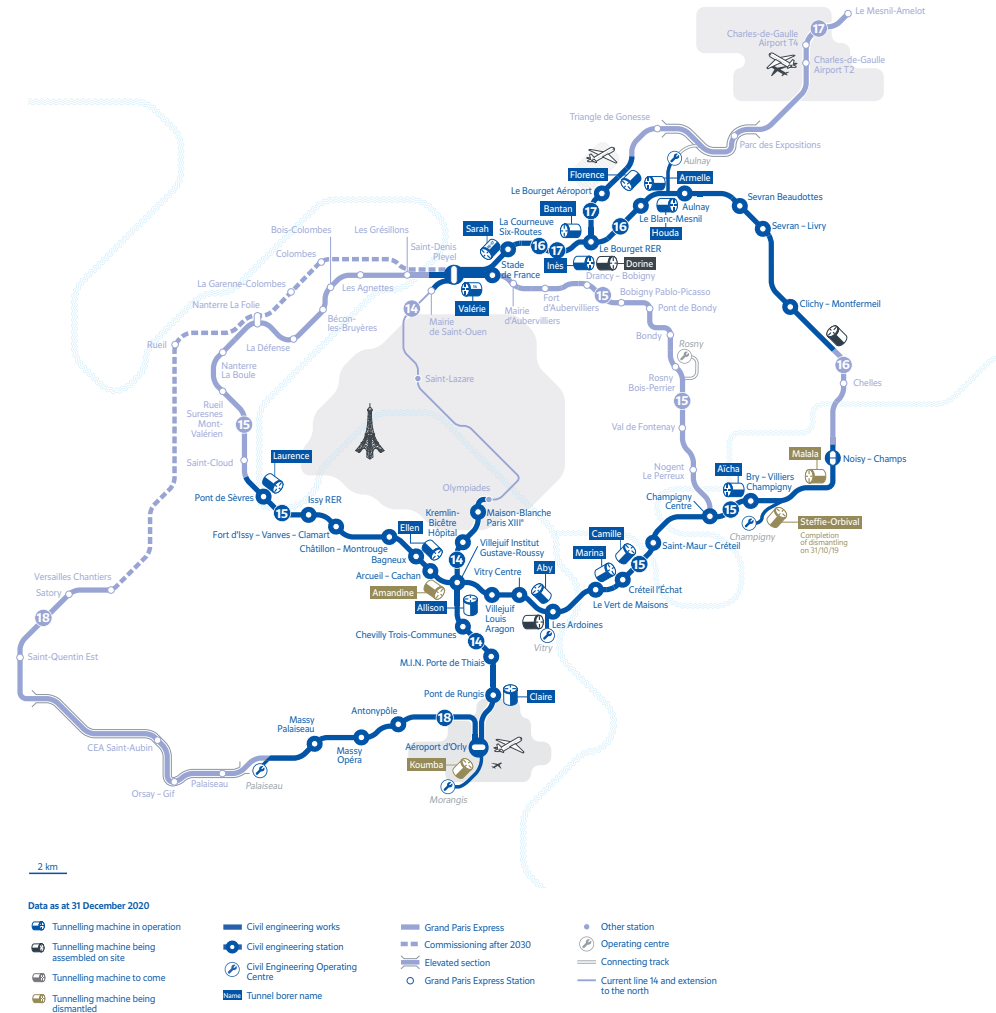 Le Mesnil-Amelot
17
Charles-de-Gaulle
Airport T4
Charles-de-Gaulle
Airport T2
Triangle de Gonesse
Parc des Expositions
Aulnay
Florence
Armelle
Le Bourget Aéroport
Sevran Beaudottes
Bantan
17
Aulnay
Le Blanc-Mesnil
16
Houda
Sevran – Livry
La Courneuve
Six-Routes
Sarah
16
17
Le Bourget RER
Inès
Dorine
Stade
de France
Drancy – Bobigny
Bois-Colombes
Les Grésillons
Saint-Denis
Pleyel
Colombes
La Garenne-Colombes
Les Agnettes
Nanterre La Folie
Valérie
14
Mairie
de Saint-Ouen
Mairie
d'Aubervilliers
Fort
d'Aubervilliers
15
Bobigny Pablo-Picasso
Pont de Bondy
Clichy – Montfermeil
Bécon-
les-Bruyères
Rueil
La Défense
Bondy
Rosny
Nanterre
La Boule
Saint-Lazare
Rosny
Bois-Perrier
16
Chelles
Rueil
Suresnes
Mont-
Valérien
15
15
Val de Fontenay
Saint-Cloud
Laurence
Malala
Noisy – Champs
Nogent
Le Perreux
Aïcha
Bry – Villiers
Champigny
Pont de Sèvres
Issy RER
15
Olympiades
Champigny
Centre
15
Kremlin-
Bicêtre
Hôpital
Maison-Blanche
Paris XIIIᵉ
Steffie-Orbival
Champigny
Completion
of dismantling
on 31/10/19
Fort d'Issy – Vanves – Clamart
Ellen
Châtillon – Montrouge
Bagneux
Villejuif Institut
Gustave-Roussy
Camille
Marina
Saint-Maur – Créteil
14
15
Arcueil – Cachan
Vitry Centre
Aby
Versailles Chantiers
Satory
Amandine
Créteil l'Échat
Allison
Le Vert de Maisons
18
Villejuif
Louis
Aragon
Les Ardoines
Chevilly Trois-Communes
14
Vitry
Saint-Quentin Est
M.I.N. Porte de Thiais
Pont de Rungis
Claire
Antonypôle
18
Massy
Palaiseau
CEA Saint-Aubin
Massy
Opéra
Aéroport d'Orly
Koumba
Palaiseau
Orsay – Gif
Palaiseau
Morangis
2 km
Data as at 31 December 2020
Tunnelling machine in operation
Tunnelling machine being
assembled on site
Tunnelling machine to come
Tunnelling machine being
dismantled
Civil engineering works
Civil engineering station
Civil Engineering Operating
Centre
Name
Tunnel borer name
Grand Paris Express
Commissioning after 2030
Elevated section
Grand Paris Express Station
Other station
Operating centre
Connecting track
Current line 14 and extension
to the north